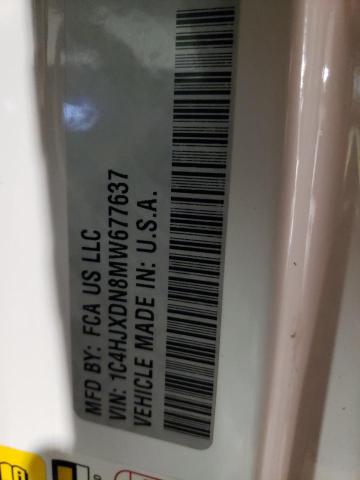 MFD BY: FCA US LLC
VIN: 1C4HJXDN8MW677637
VEHICLE MADE IN: U.S.A.